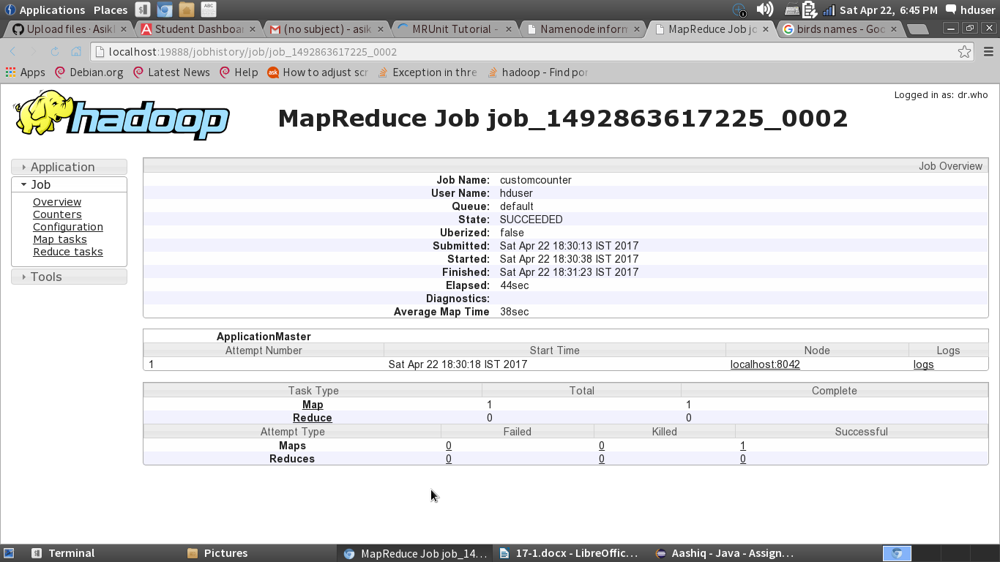 Applications Places $ ABC 1 Sat Apr 22, 6:45 PM hduser
Upload files · Asikl × A Student Dashboar × (no subject) - asik × MRUnit Tutorial - × Namenode inform × MapReduce Job jo × birds names - Goo ×
localhost:19888/jobhistory/job/job_1492863617225_0002
Apps Debian.org Latest News Help ask How to adjust scr Exception in thre hadoop - Find por
Logged in as: dr.who
hadoop MapReduce Job job_1492863617225_0002
Application
Job
Overview
Counters
Configuration
Map tasks
Reduce tasks
Tools
Job Overview
Job Name: customcounter
User Name: hduser
Queue: default
State: SUCCEEDED
Uberized: false
Submitted: Sat Apr 22 18:30:13 IST 2017
Started: Sat Apr 22 18:30:38 IST 2017
Finished: Sat Apr 22 18:31:23 IST 2017
Elapsed: 44sec
Diagnostics:
Average Map Time 38sec
ApplicationMaster
Attempt Number Start Time Node Logs
1 Sat Apr 22 18:30:18 IST 2017 localhost:8042 logs
Task Type Total Complete
Map 1 1
Reduce 0 0
Attempt Type Failed Killed Successful
Maps 0 0 1
Reduces 0 0 0
$ Terminal Pictures MapReduce Job job_14... 17-1.docx - LibreOffic... Aashiq - Java - Assign...